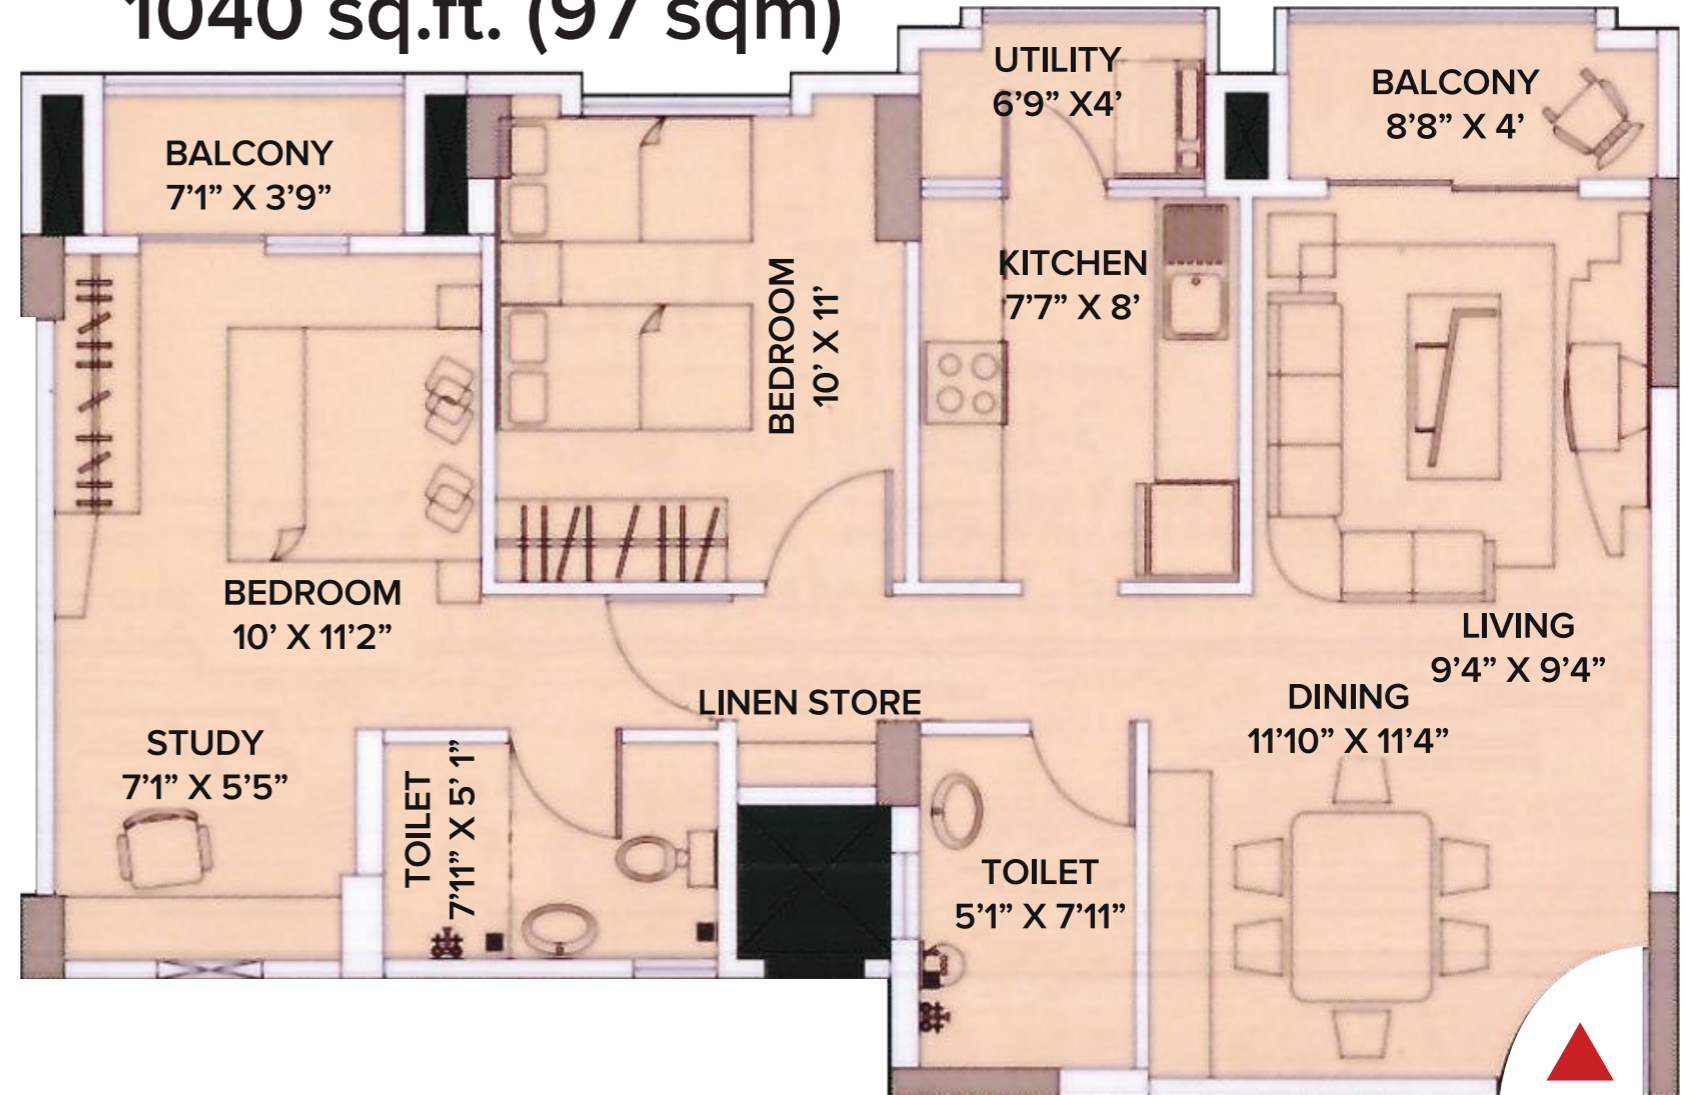 1040 sq.ft. (97 sqm)
UTILITY
6’9” X4’
BALCONY
8’8” X 4’
BALCONY
7’1” X 3’9”
BEDROOM
10’ X 11’
KITCHEN
7’7” X 8’
BEDROOM
10’ X 11’2”
LIVING
9’4” X 9’4”
LINEN STORE
DINING
11’10” X 11’4”
STUDY
7’1” X 5’5”
TOILET
7’11” X 5’ 1”
TOILET
5’1” X 7’11”